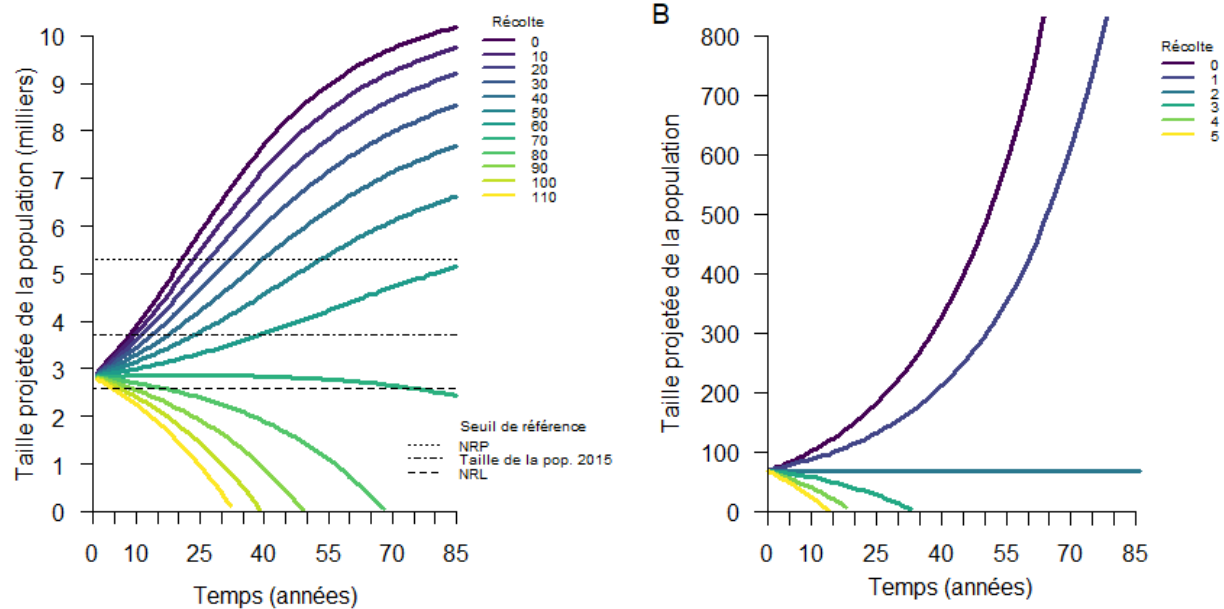 Taille projetée de la population (milliers)
10
9
8
7
6
5
4
3
2
1
0
0 10 25 40 55 70 85
Temps (années)
Récolte
0
10
20
30
40
50
60
70
80
90
100
110
Seuil de référence
NRP
Taille de la pop. 2015
NRL
B
Taille projetée de la population
800
700
600
500
400
300
200
100
0
0 10 25 40 55 70 85
Temps (années)
Récolte
0
1
2
3
4
5